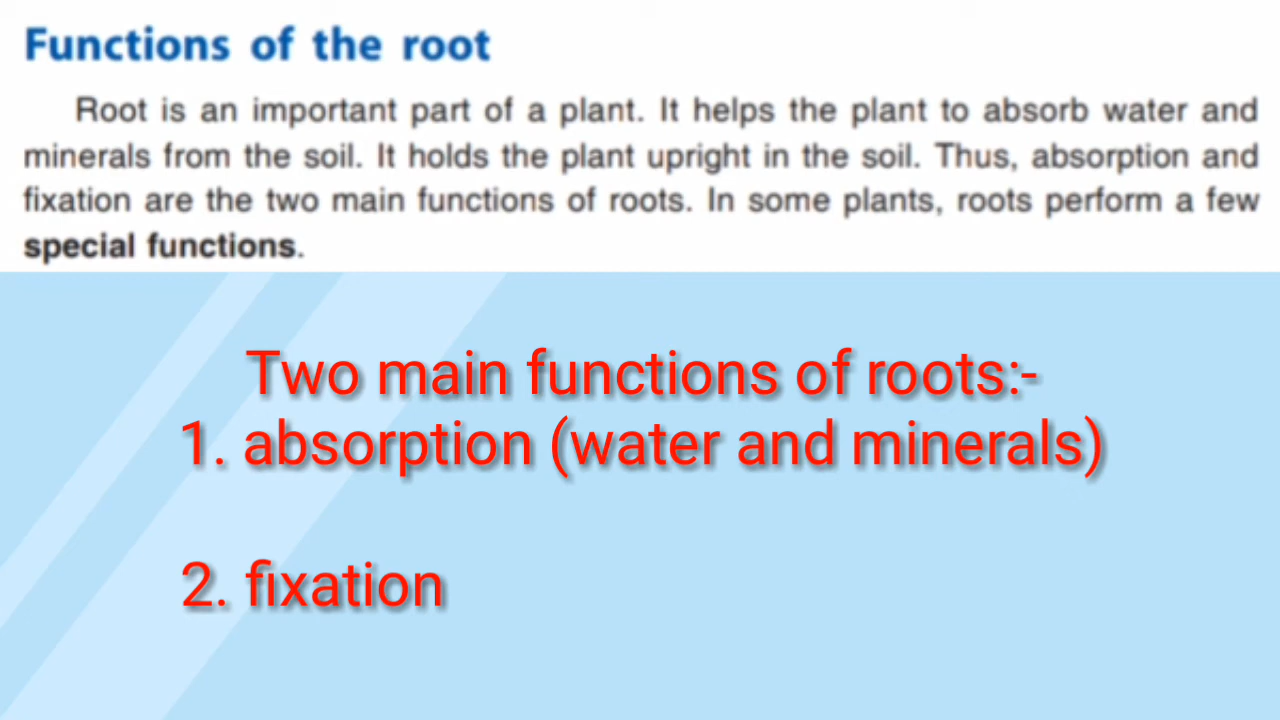 Functions of the root
Root is an important part of a plant. It helps the plant to absorb water and
minerals from the soil. It holds the plant upright in the soil. Thus, absorption and
fixation are the two main functions of roots. In some plants, roots perform a few
special functions.
Two main functions of roots:-
1. absorption (water and minerals)
2. fixation